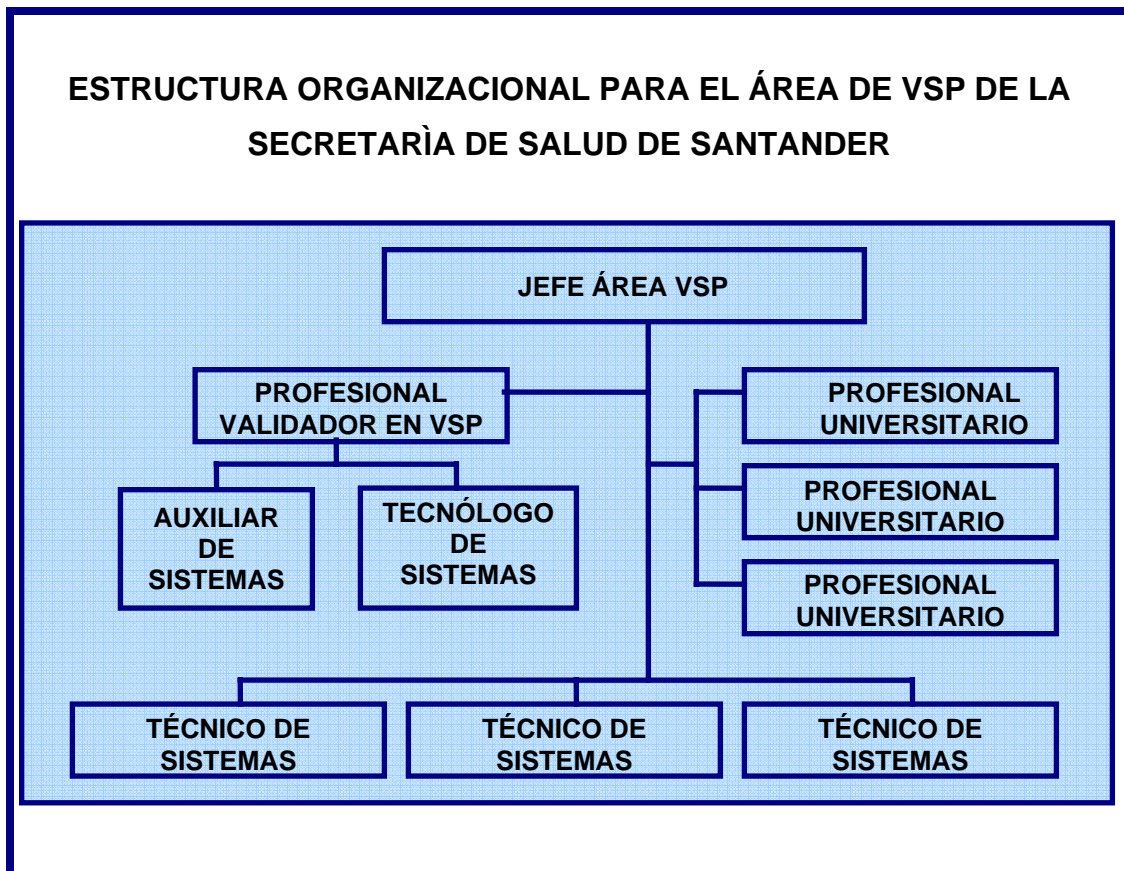 ESTRUCTURA ORGANIZACIONAL PARA EL ÁREA DE VSP DE LA
SECRETARÌA DE SALUD DE SANTANDER
JEFE ÁREA VSP
PROFESIONAL
VALIDADOR EN VSP
PROFESIONAL
UNIVERSITARIO
AUXILIAR
DE
SISTEMAS
TECNÓLOGO
DE
SISTEMAS
PROFESIONAL
UNIVERSITARIO
PROFESIONAL
UNIVERSITARIO
TÉCNICO DE
SISTEMAS
TÉCNICO DE
SISTEMAS
TÉCNICO DE
SISTEMAS